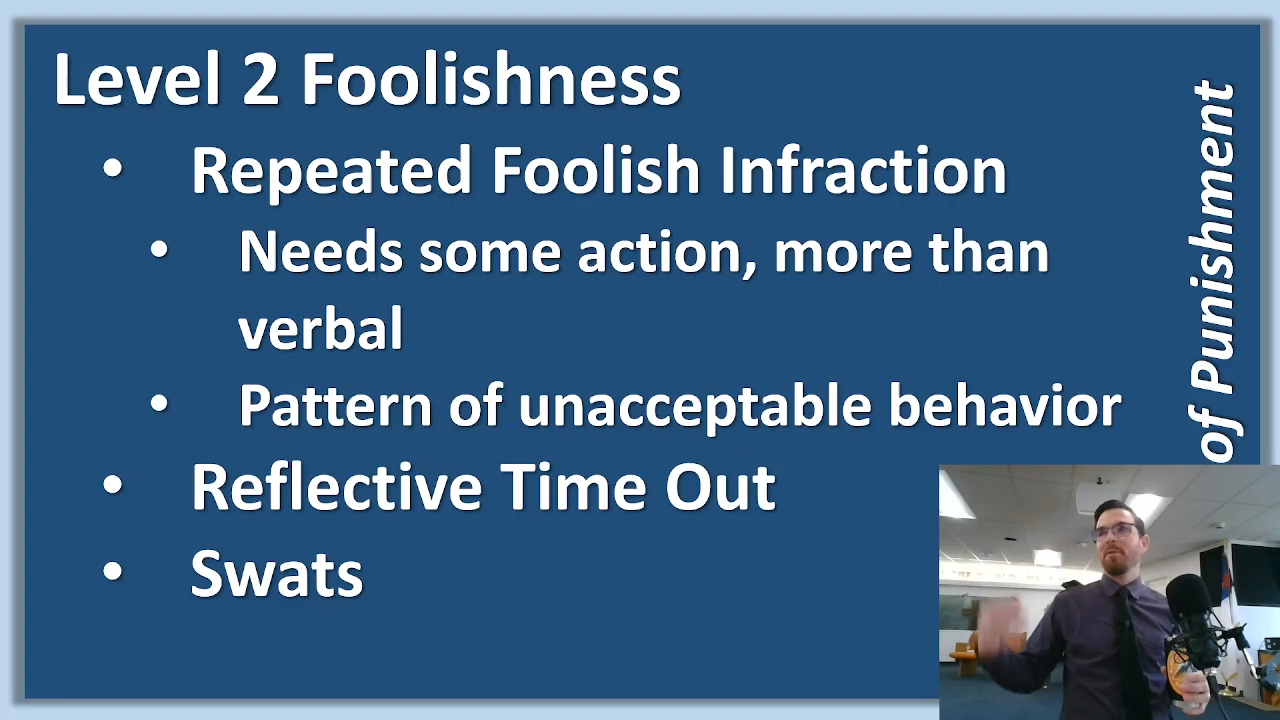 Level 2 Foolishness
• Repeated Foolish Infraction
• Needs some action, more than
verbal
• Pattern of unacceptable behavior
• Reflective Time Out
• Swats
of Punishment